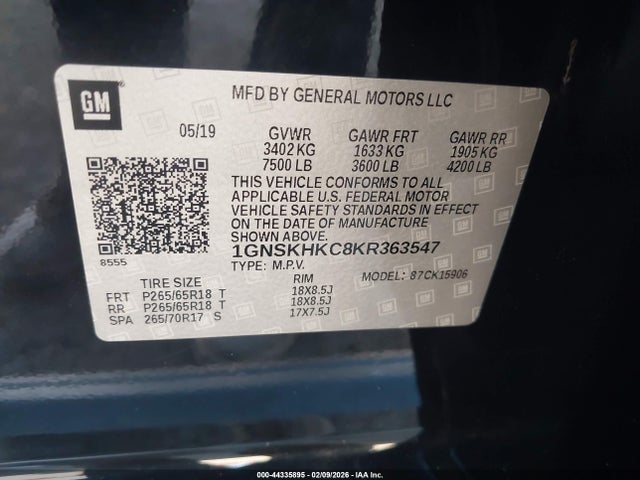 GM
MFD BY GENERAL MOTORS LLC
05/19 GVWR GAWR FRT GAWR RR
3402 KG 1633 KG 1905 KG
7500 LB 3600 LB 4200 LB
THIS VEHICLE CONFORMS TO ALL
APPLICABLE U.S. FEDERAL MOTOR
VEHICLE SAFETY STANDARDS IN EFFECT
ON THE DATE OF MANUFACTURE
SHOWN ABOVE.
8555
1GNSKHKC8KR363547
TYPE: M.P.V. MODEL: 87CK15906
TIRE SIZE RIM
FRT P265/65R18 T 18X8.5J
RR P265/65R18 T 18X8.5J
SPA 265/70R17 S 17X7.5J
000-44335895 - 02/09/2026 - IAA Inc.